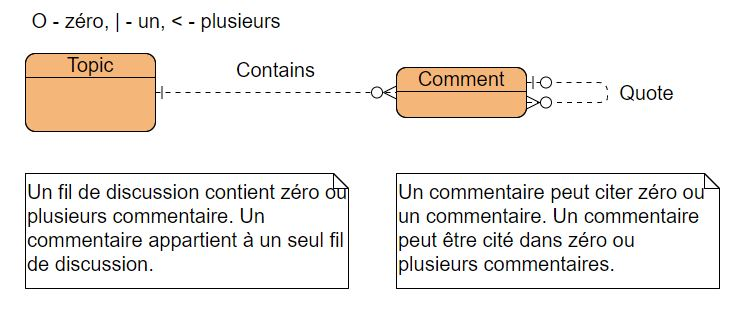 O - zéro, | - un, < - plusieurs
Topic
Contains
Comment
Quote
Un fil de discussion contient zéro ou
plusieurs commentaire. Un
commentaire appartient à un seul fil
de discussion.
Un commentaire peut citer zéro ou
un commentaire. Un commentaire
peut être cité dans zéro ou
plusieurs commentaires.